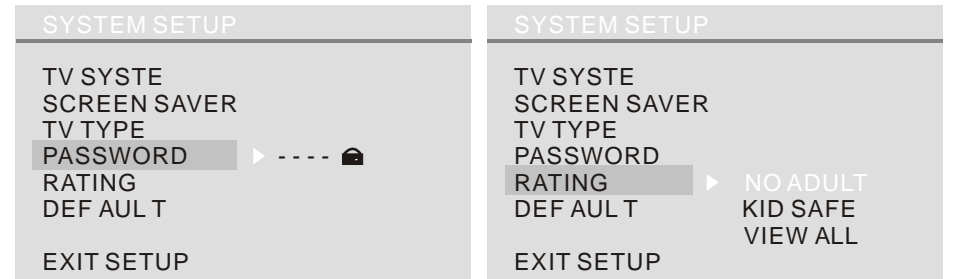 SYSTEM SETUP
TV SYSTE
SCREEN SAVER
TV TYPE
PASSWORD - - - -
RATING
DEF AUL T
EXIT SETUP
SYSTEM SETUP
TV SYSTE
SCREEN SAVER
TV TYPE
PASSWORD
RATING NO ADULT
DEF AUL T KID SAFE
VIEW ALL
EXIT SETUP